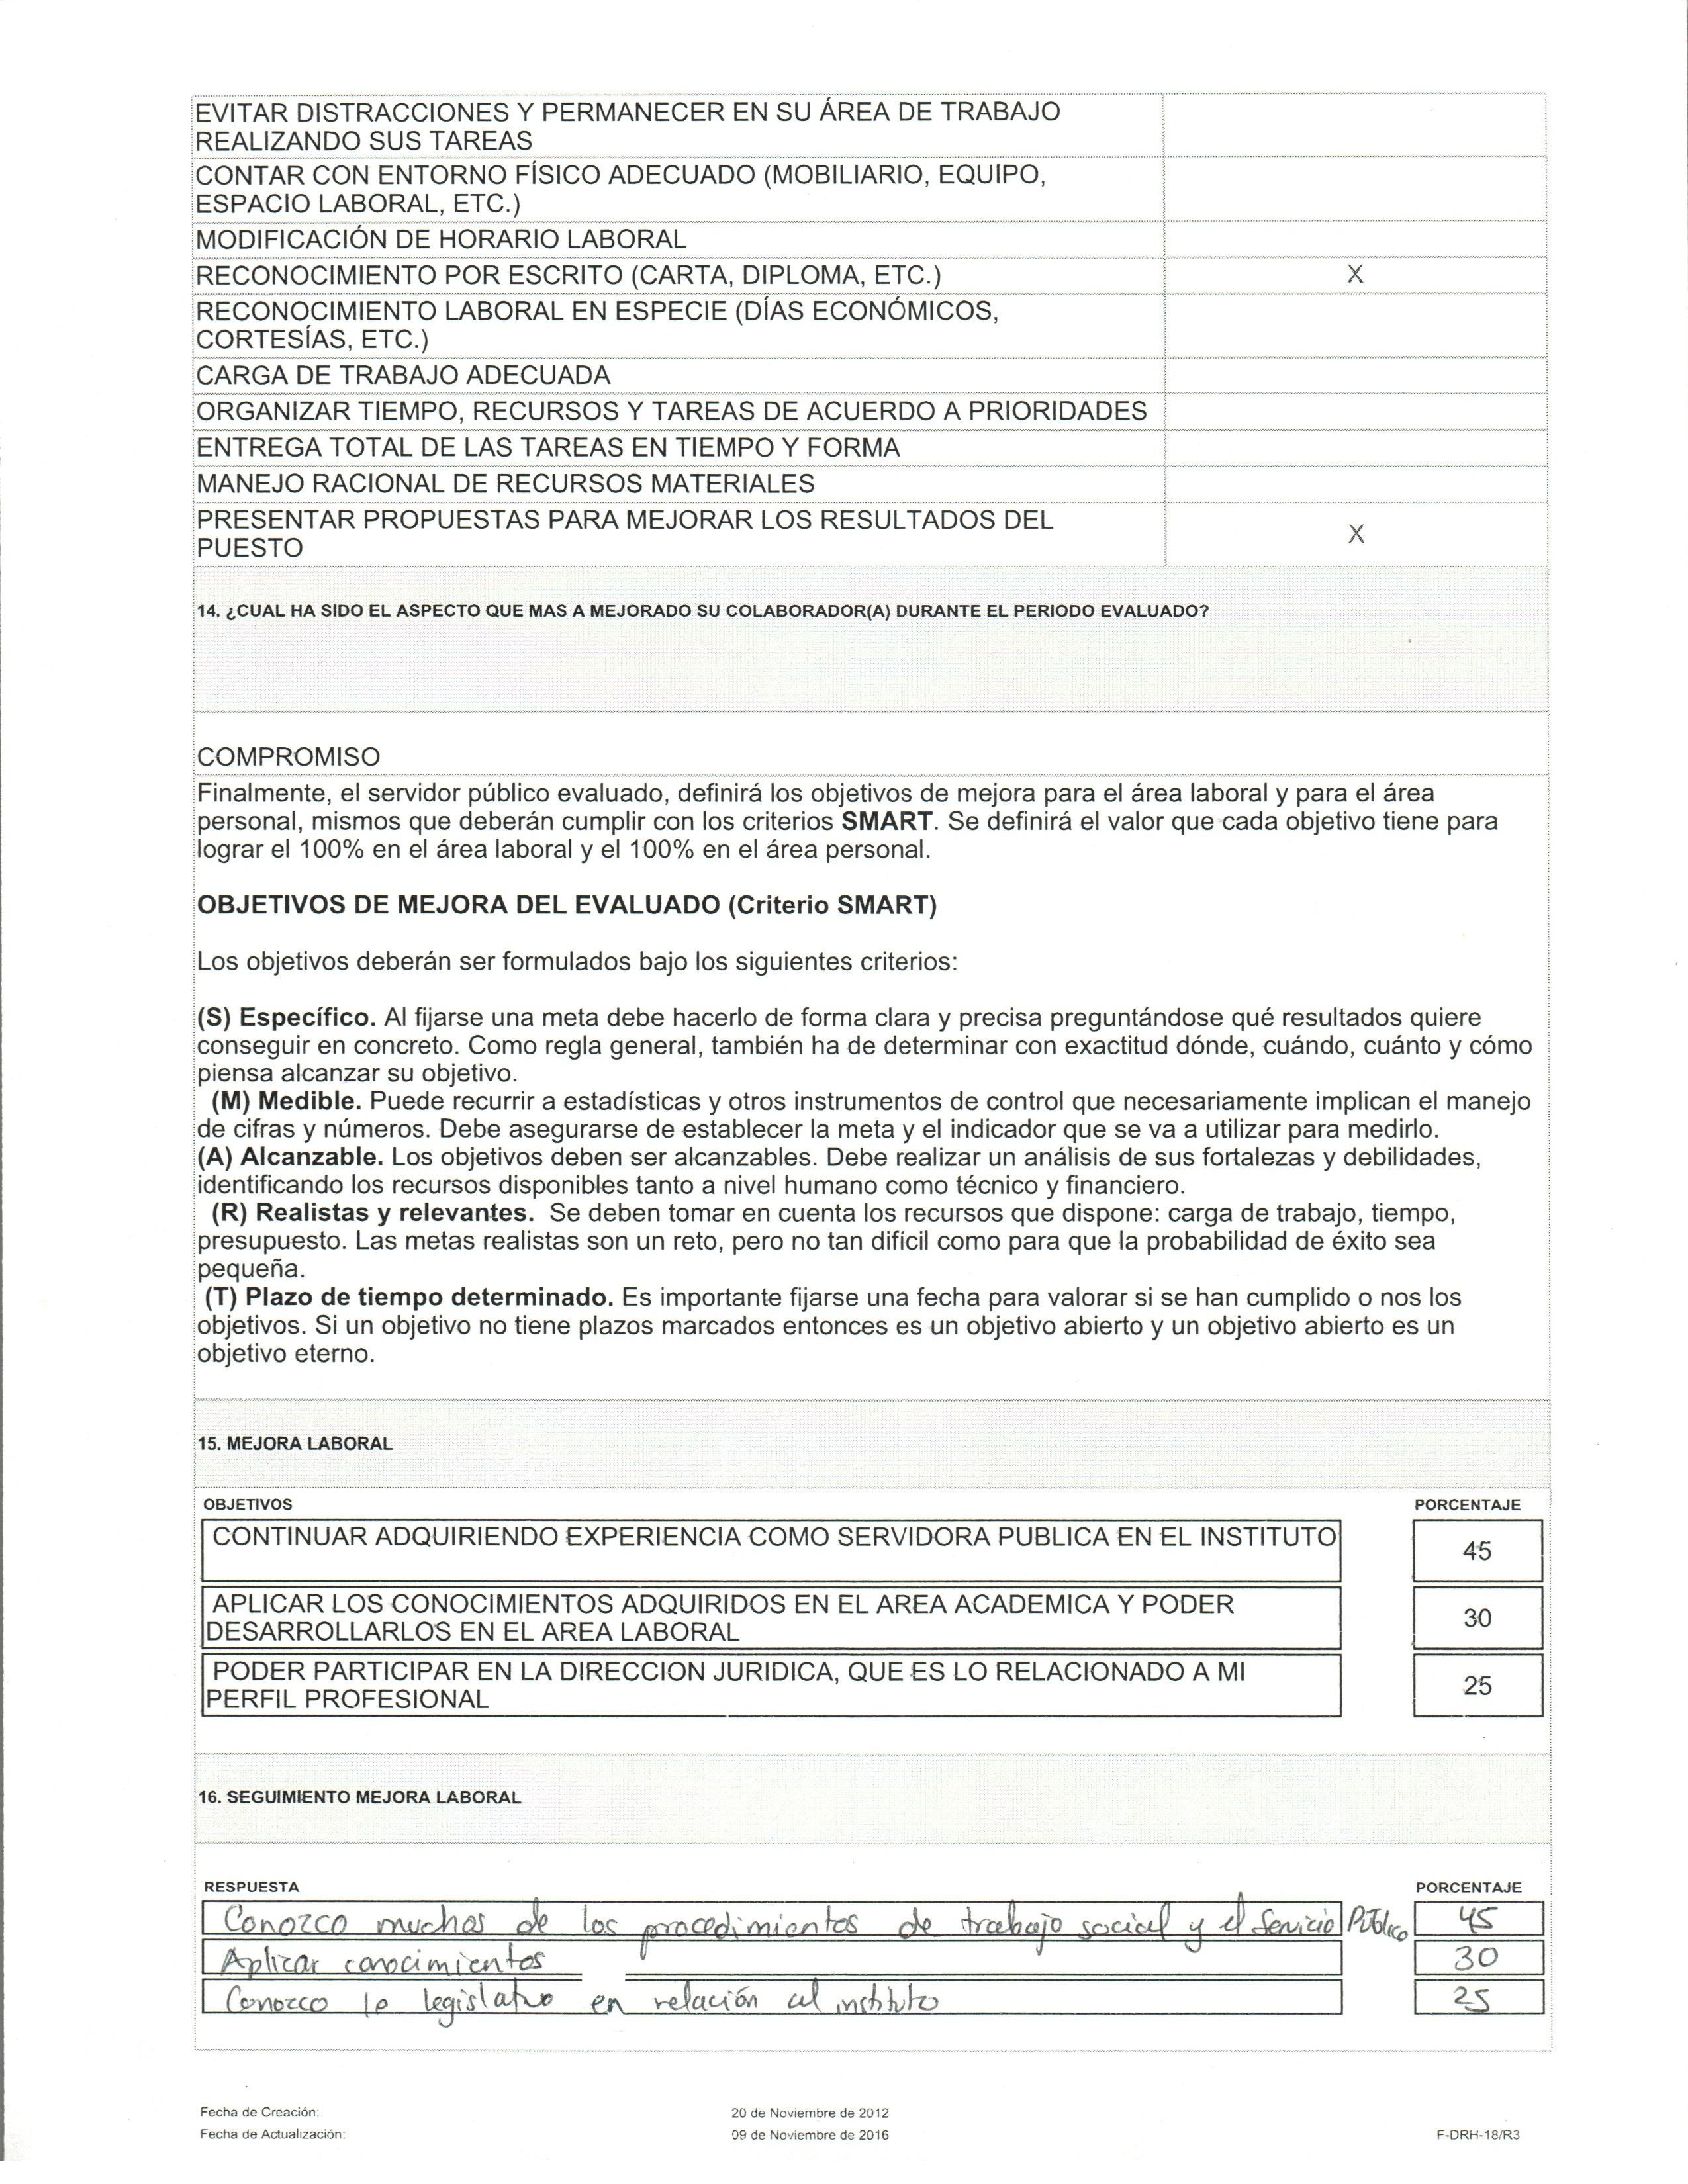 EVITAR DISTRACCIONES Y PERMANECER EN SU ÁREA DE TRABAJO
REALIZANDO SUS TAREAS
CONTAR CON ENTORNO FÍSICO ADECUADO (MOBILIARIO, EQUIPO,
ESPACIO LABORAL, ETC.)
MODIFICACIÓN DE HORARIO LABORAL
RECONOCIMIENTO POR ESCRITO (CARTA, DIPLOMA, ETC.) X
RECONOCIMIENTO LABORAL EN ESPECIE (DÍAS ECONÓMICOS,
CORTESÍAS, ETC.)
CARGA DE TRABAJO ADECUADA
ORGANIZAR TIEMPO, RECURSOS Y TAREAS DE ACUERDO A PRIORIDADES
ENTREGA TOTAL DE LAS TAREAS EN TIEMPO Y FORMA
MANEJO RACIONAL DE RECURSOS MATERIALES
PRESENTAR PROPUESTAS PARA MEJORAR LOS RESULTADOS DEL
PUESTO X
14. ¿CUAL HA SIDO EL ASPECTO QUE MAS A MEJORADO SU COLABORADOR(A) DURANTE EL PERIODO EVALUADO?
COMPROMISO
Finalmente, el servidor público evaluado, definirá los objetivos de mejora para el área laboral y para el área
personal, mismos que deberán cumplir con los criterios SMART. Se definirá el valor que cada objetivo tiene para
lograr el 100% en el área laboral y el 100% en el área personal.
OBJETIVOS DE MEJORA DEL EVALUADO (Criterio SMART)
Los objetivos deberán ser formulados bajo los siguientes criterios:
(S) Específico. Al fijarse una meta debe hacerlo de forma clara y precisa preguntándose qué resultados quiere
conseguir en concreto. Como regla general, también ha de determinar con exactitud dónde, cuándo, cuánto y cómo
piensa alcanzar su objetivo.
(M) Medible. Puede recurrir a estadísticas y otros instrumentos de control que necesariamente implican el manejo
de cifras y números. Debe asegurarse de establecer la meta y el indicador que se va a utilizar para medirlo.
(A) Alcanzable. Los objetivos deben ser alcanzables. Debe realizar un análisis de sus fortalezas y debilidades,
identificando los recursos disponibles tanto a nivel humano como técnico y financiero.
(R) Realistas y relevantes. Se deben tomar en cuenta los recursos que dispone: carga de trabajo, tiempo,
presupuesto. Las metas realistas son un reto, pero no tan difícil como para que la probabilidad de éxito sea
pequeña.
(T) Plazo de tiempo determinado. Es importante fijarse una fecha para valorar si se han cumplido o nos los
objetivos. Si un objetivo no tiene plazos marcados entonces es un objetivo abierto y un objetivo abierto es un
objetivo eterno.
15. MEJORA LABORAL
OBJETIVOS PORCENTAJE
CONTINUAR ADQUIRIENDO EXPERIENCIA COMO SERVIDORA PUBLICA EN EL INSTITUTO 45
APLICAR LOS CONOCIMIENTOS ADQUIRIDOS EN EL AREA ACADEMICA Y PODER
DESARROLLARLOS EN EL AREA LABORAL 30
PODER PARTICIPAR EN LA DIRECCION JURIDICA, QUE ES LO RELACIONADO A MI
PERFIL PROFESIONAL 25
16. SEGUIMIENTO MEJORA LABORAL
RESPUESTA PORCENTAJE
Conozco muchos de los procedimientos de trabajo social y el Servicio Público 45
Aplicar conocimientos 30
Conozco lo legislativo en relación al instituto 25
Fecha de Creación: 20 de Noviembre de 2012
Fecha de Actualización: 09 de Noviembre de 2016 F-DRH-18/R3